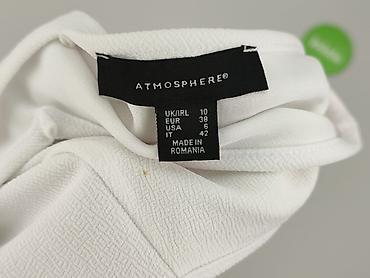 ATMOSPHERE®
UK/IRL 10
EUR 38
USA 6
IT 42
MADE IN
ROMANIA